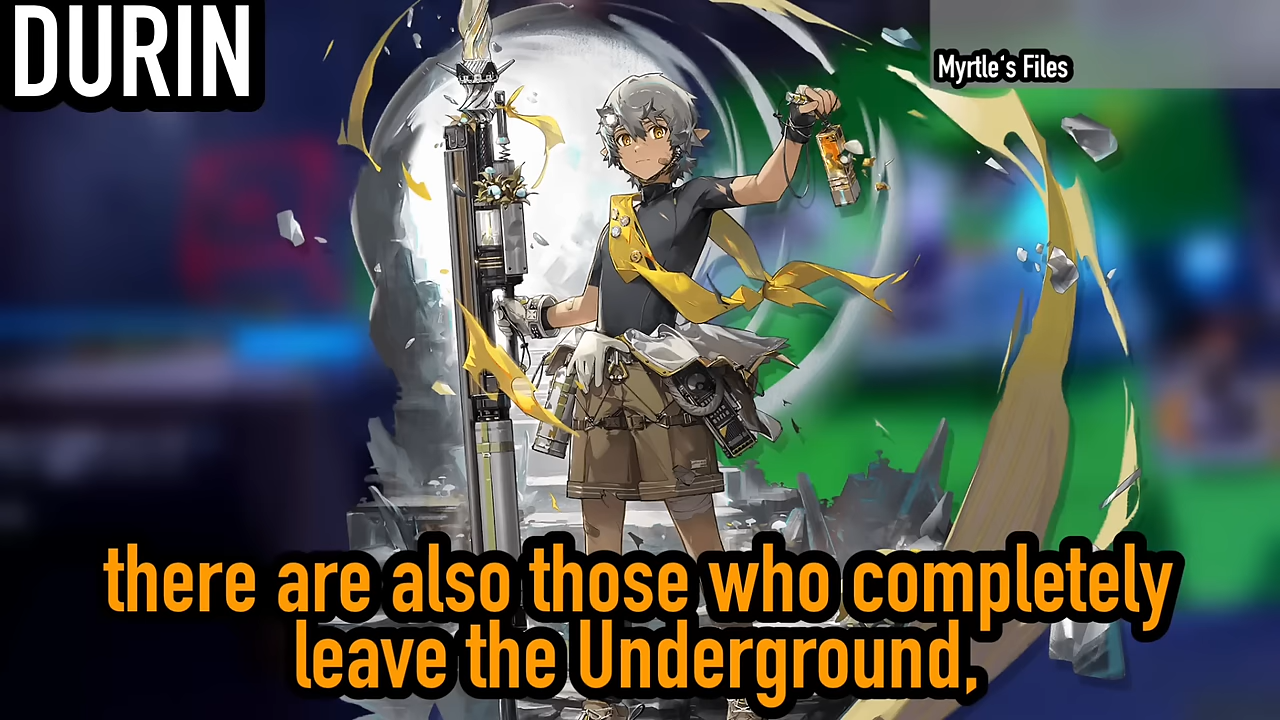 DURIN
Myrtle's Files
there are also those who completely
leave the Underground,